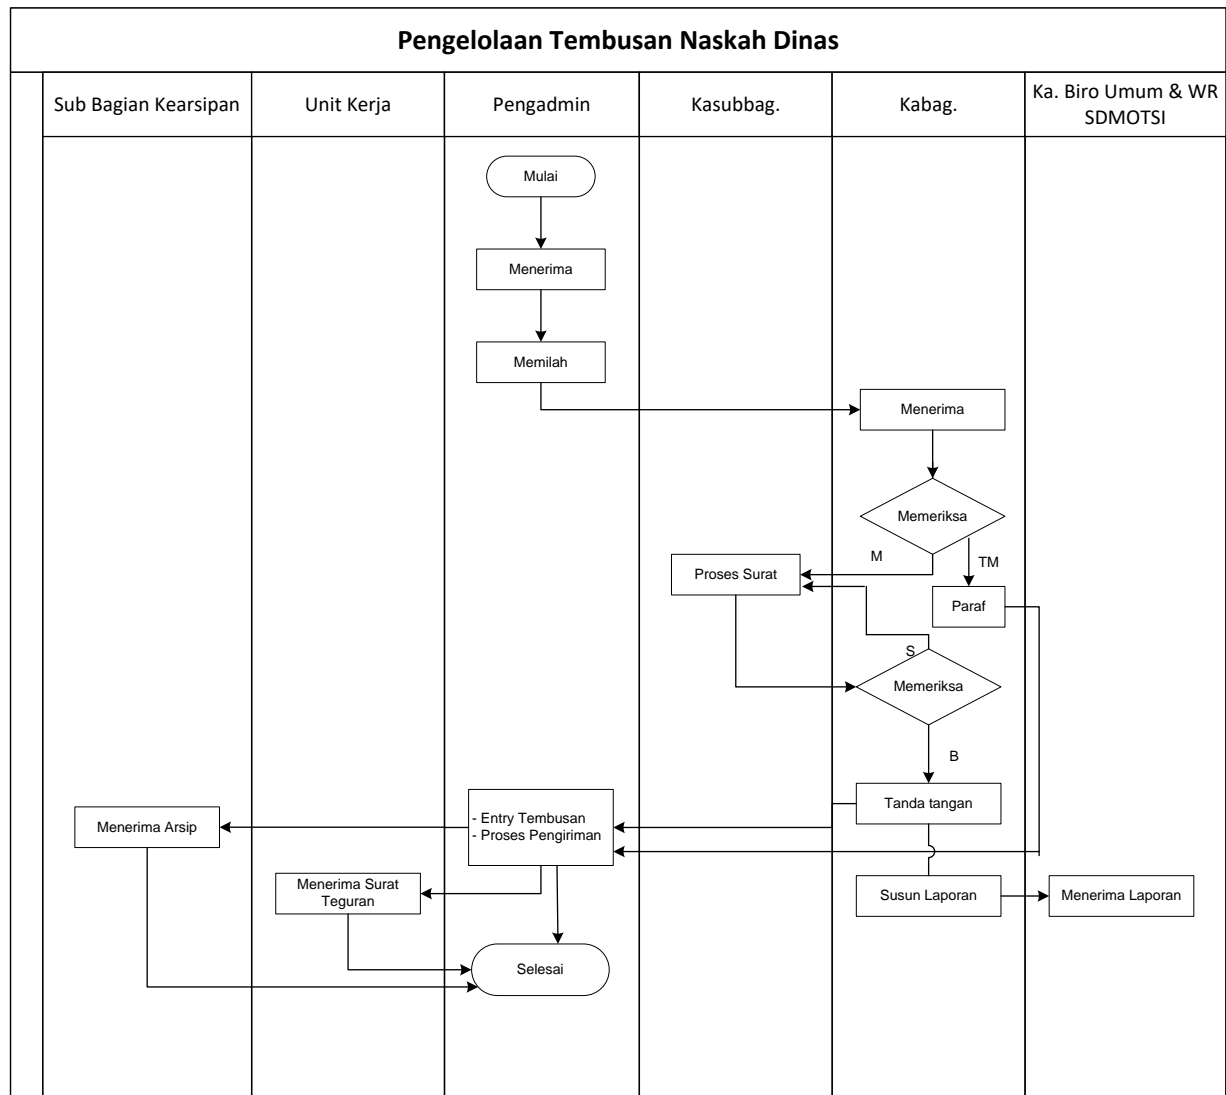 Pengelolaan Tembusan Naskah Dinas
Sub Bagian Kearsipan
Unit Kerja
Pengadmin
Kasubbag.
Kabag.
Ka. Biro Umum & WR
SDMOTSI
Mulai
Menerima
Memilah
Menerima
Memeriksa
M
TM
Proses Surat
Paraf
S
Memeriksa
B
Tanda tangan
- Entry Tembusan
- Proses Pengiriman
Menerima Arsip
Menerima Surat
Teguran
Susun Laporan
Menerima Laporan
Selesai